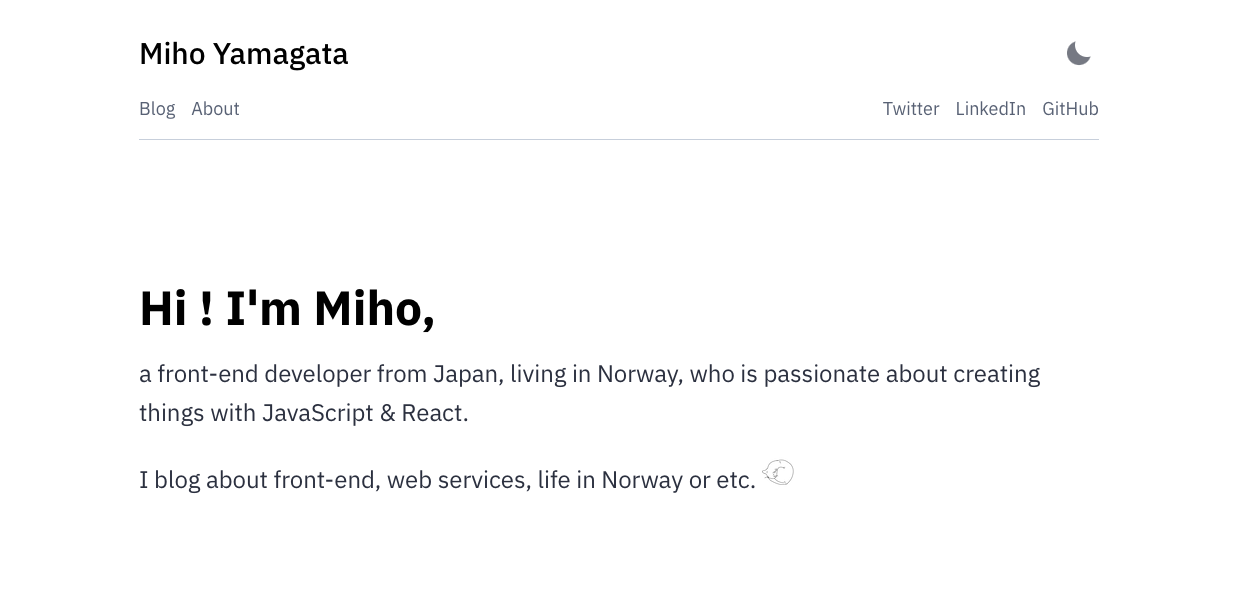 Miho Yamagata
Blog About
Twitter LinkedIn GitHub
Hi ! I'm Miho,
a front-end developer from Japan, living in Norway, who is passionate about creating
things with JavaScript & React.
I blog about front-end, web services, life in Norway or etc.